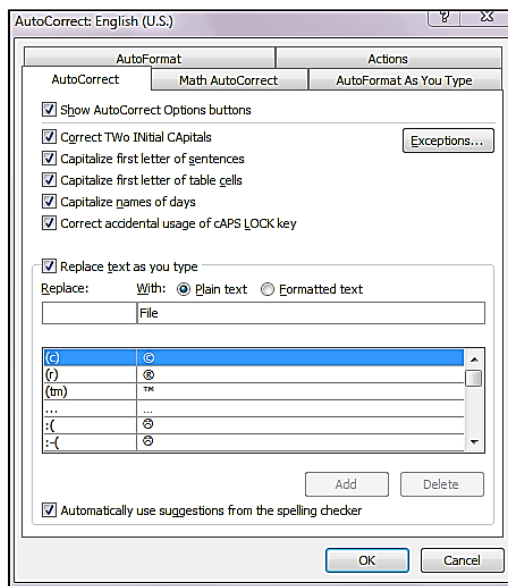 AutoCorrect: English (U.S.)
AutoFormat Actions
AutoCorrect Math AutoCorrect AutoFormat As You Type
Show AutoCorrect Options buttons
Correct TWo INitial CApitals Exceptions...
Capitalize first letter of sentences
Capitalize first letter of table cells
Capitalize names of days
Correct accidental usage of cAPS LOCK key
Replace text as you type
Replace: With: Plain text Formatted text
File
(c) ©
(r) ®
(tm) ™
... ...
:( ☹
:-( ☹
Add Delete
Automatically use suggestions from the spelling checker
OK Cancel